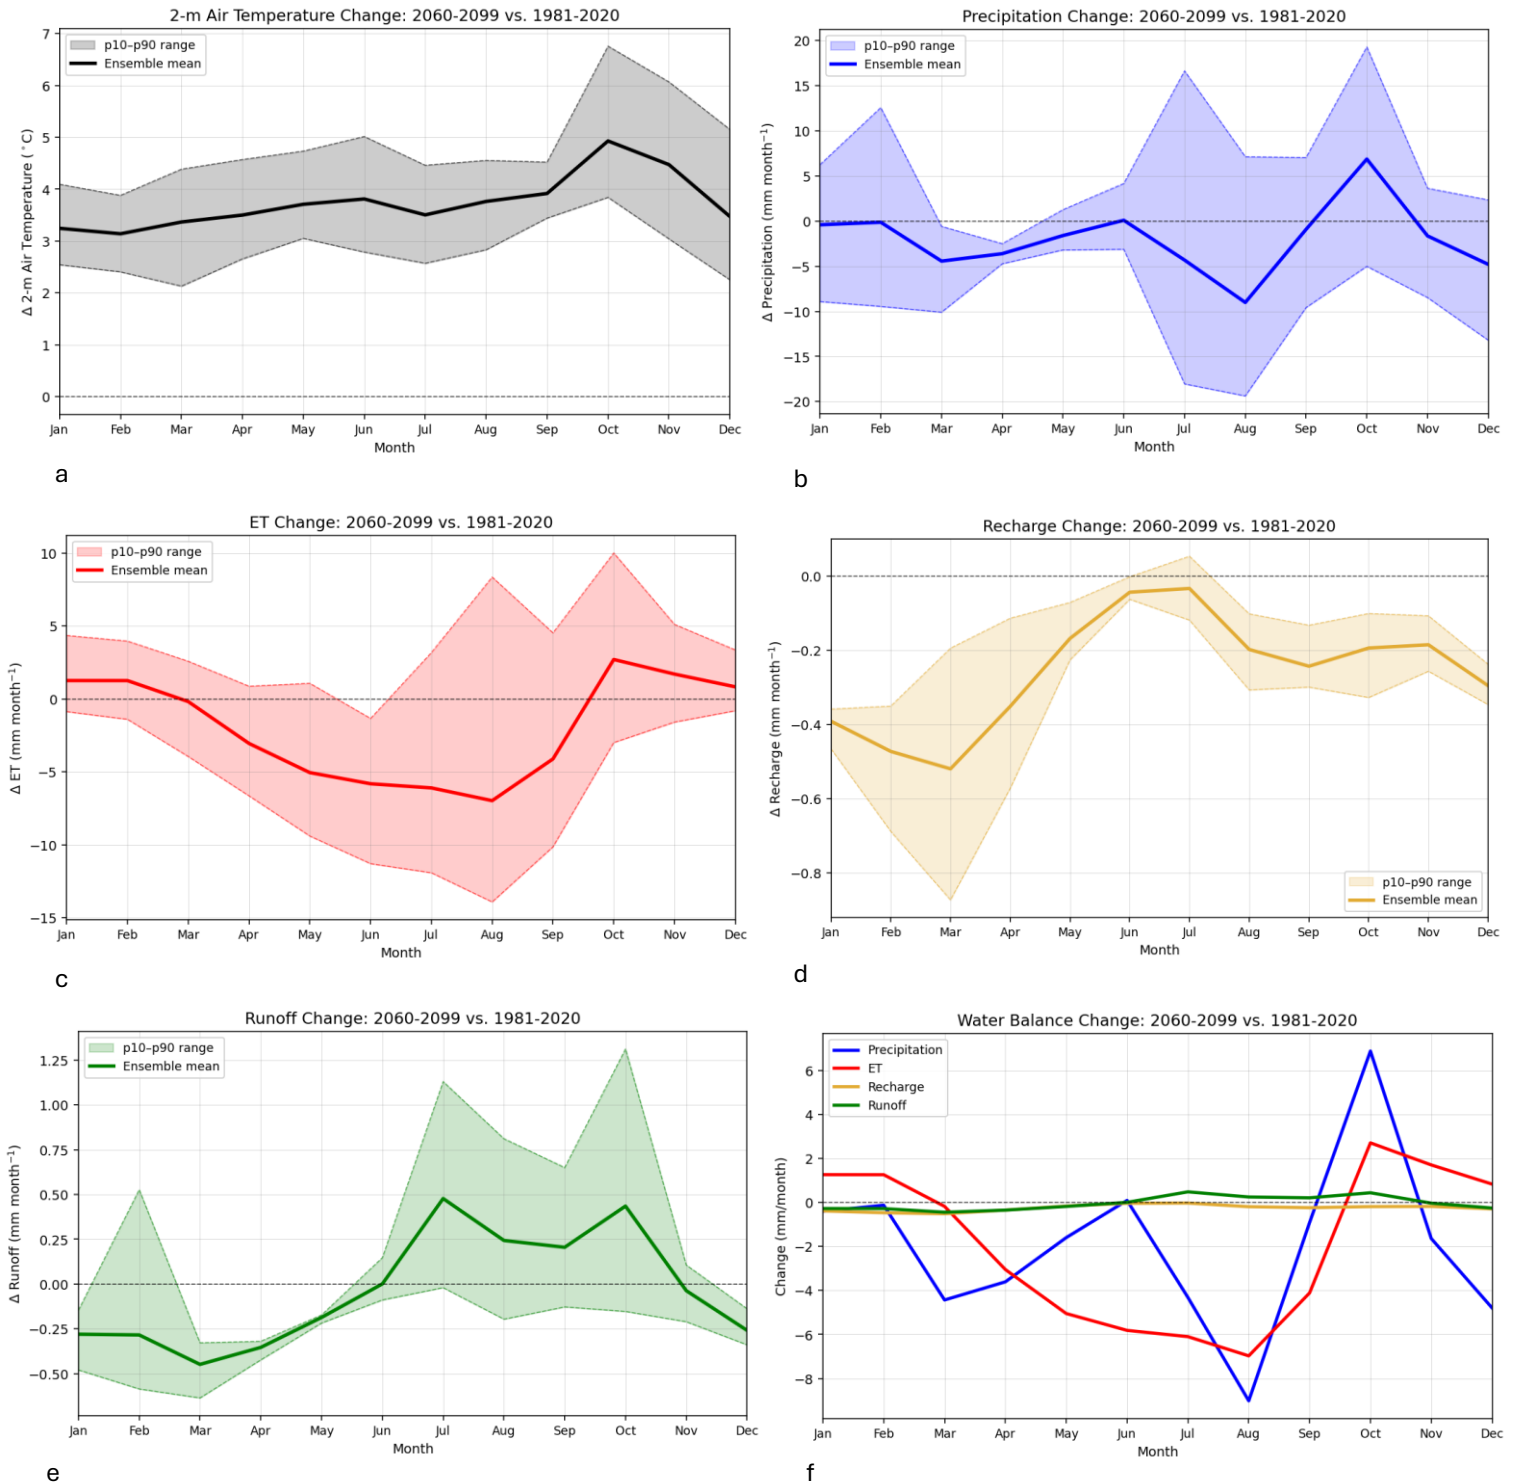 2-m Air Temperature Change: 2060-2099 vs. 1981-2020
p10–p90 range
Ensemble mean
Δ 2-m Air Temperature (°C)
7
6
5
4
3
2
1
0
Jan Feb Mar Apr May Jun Jul Aug Sep Oct Nov Dec
Month
a
Precipitation Change: 2060-2099 vs. 1981-2020
p10–p90 range
Ensemble mean
Δ Precipitation (mm month⁻¹)
20
15
10
5
0
−5
−10
−15
−20
Jan Feb Mar Apr May Jun Jul Aug Sep Oct Nov Dec
Month
b
ET Change: 2060-2099 vs. 1981-2020
p10–p90 range
Ensemble mean
Δ ET (mm month⁻¹)
10
5
0
−5
−10
−15
Jan Feb Mar Apr May Jun Jul Aug Sep Oct Nov Dec
Month
c
Recharge Change: 2060-2099 vs. 1981-2020
Δ Recharge (mm month⁻¹)
0.0
−0.2
−0.4
−0.6
−0.8
p10–p90 range
Ensemble mean
Jan Feb Mar Apr May Jun Jul Aug Sep Oct Nov Dec
Month
d
Runoff Change: 2060-2099 vs. 1981-2020
p10–p90 range
Ensemble mean
Δ Runoff (mm month⁻¹)
1.25
1.00
0.75
0.50
0.25
0.00
−0.25
−0.50
Jan Feb Mar Apr May Jun Jul Aug Sep Oct Nov Dec
Month
e
Water Balance Change: 2060-2099 vs. 1981-2020
Precipitation
ET
Recharge
Runoff
Change (mm/month)
6
4
2
0
−2
−4
−6
−8
Jan Feb Mar Apr May Jun Jul Aug Sep Oct Nov Dec
Month
f